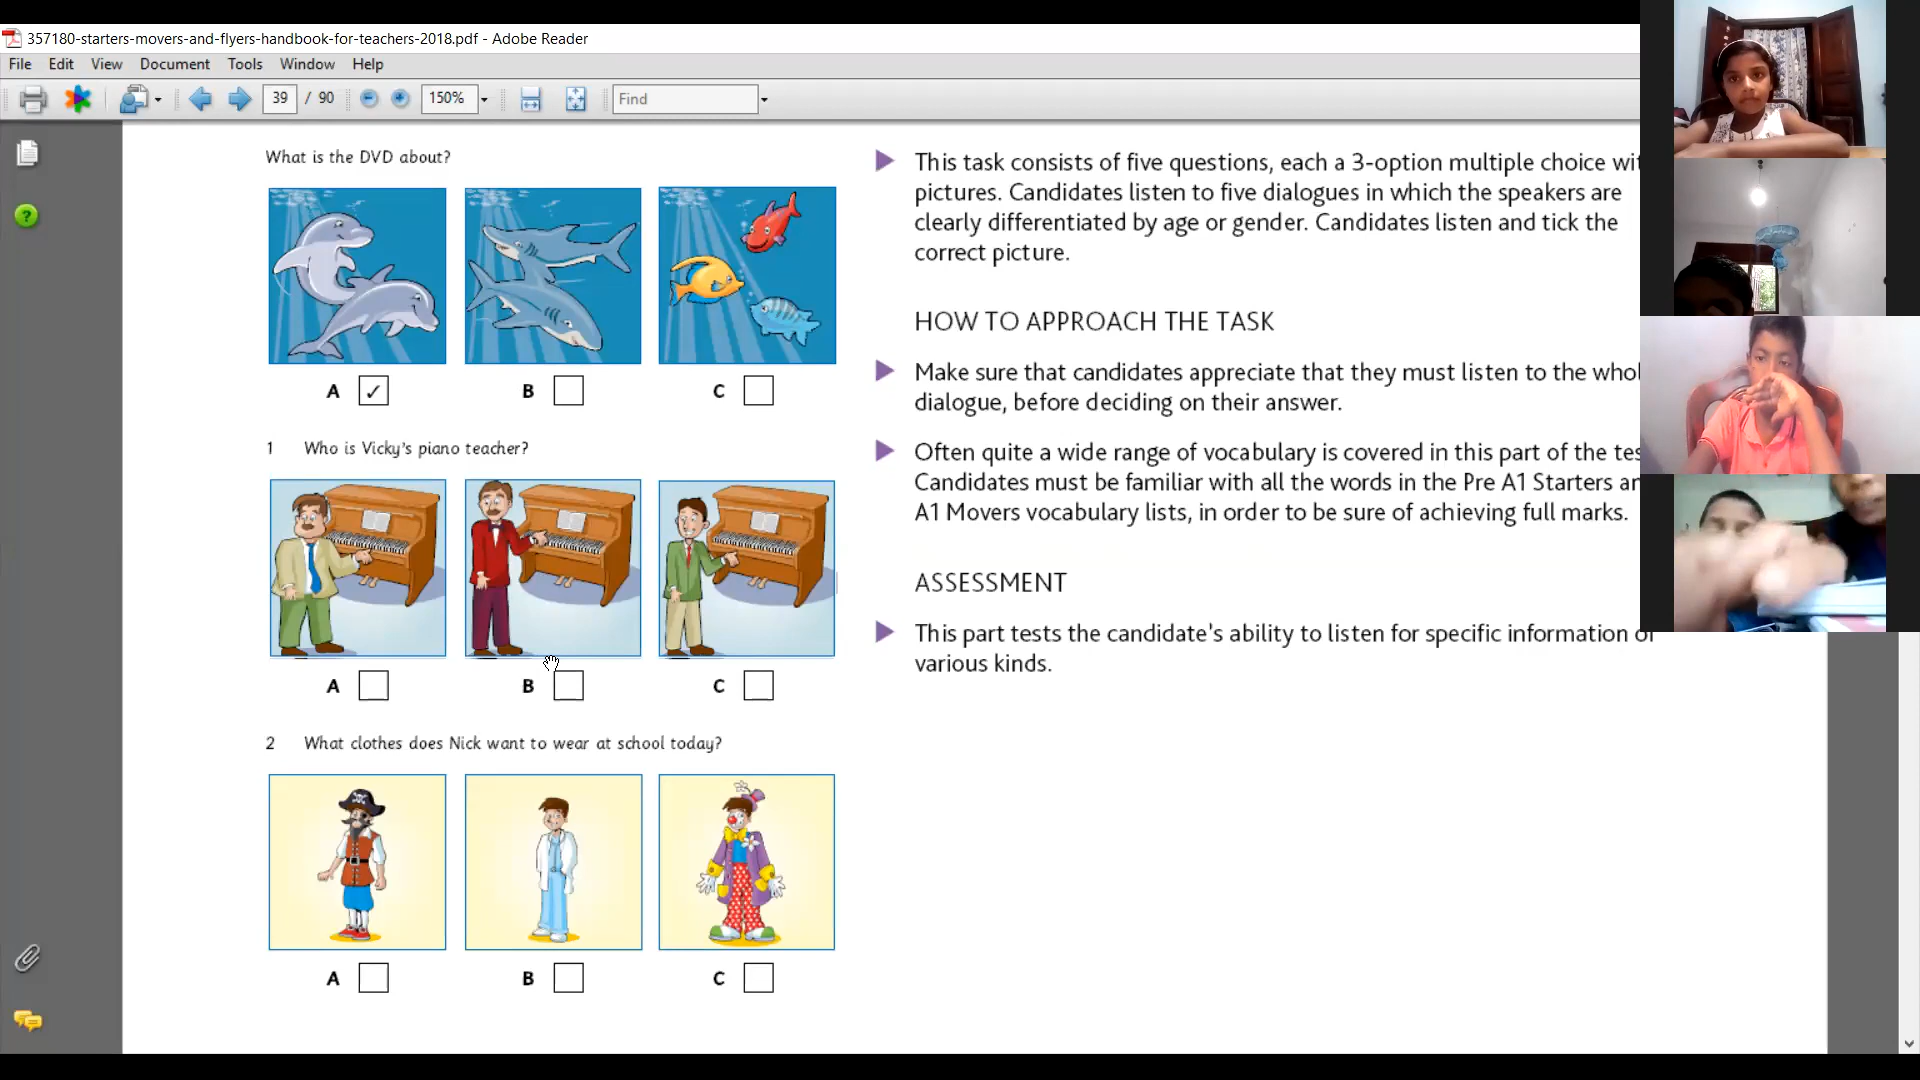 357180-starters-movers-and-flyers-handbook-for-teachers-2018.pdf - Adobe Reader
File Edit View Document Tools Window Help
39 / 90 150% Find
What is the DVD about?
A ✓ B C
1 Who is Vicky's piano teacher?
A B C
2 What clothes does Nick want to wear at school today?
A B C
This task consists of five questions, each a 3-option multiple choice wi
pictures. Candidates listen to five dialogues in which the speakers are
clearly differentiated by age or gender. Candidates listen and tick the
correct picture.
HOW TO APPROACH THE TASK
Make sure that candidates appreciate that they must listen to the whol
dialogue, before deciding on their answer.
Often quite a wide range of vocabulary is covered in this part of the tes
Candidates must be familiar with all the words in the Pre A1 Starters an
A1 Movers vocabulary lists, in order to be sure of achieving full marks.
ASSESSMENT
This part tests the candidate's ability to listen for specific information of
various kinds.